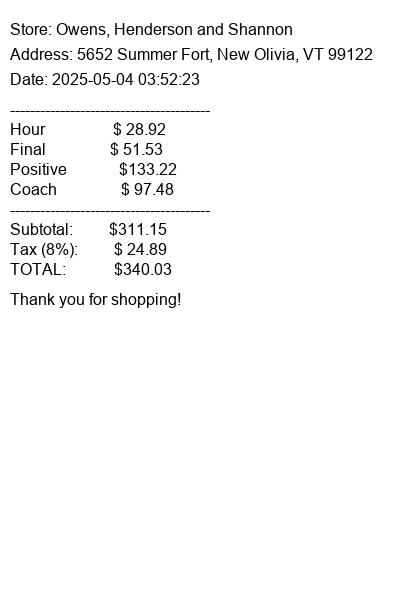 Store: Owens, Henderson and Shannon
Address: 5652 Summer Fort, New Olivia, VT 99122
Date: 2025-05-04 03:52:23
----------------------------------------
Hour $ 28.92
Final $ 51.53
Positive $133.22
Coach $ 97.48
----------------------------------------
Subtotal: $311.15
Tax (8%): $ 24.89
TOTAL: $340.03
Thank you for shopping!